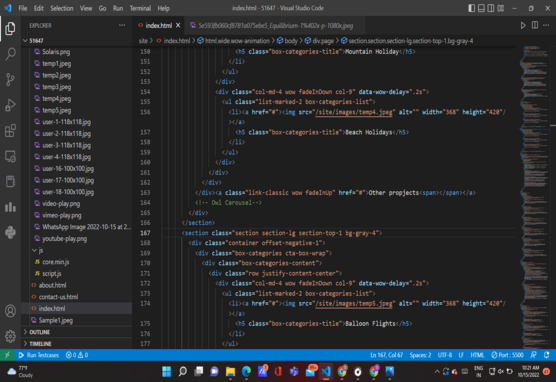 File Edit Selection View Go Run Terminal Help
index.html - 51647 - Visual Studio Code
EXPLORER
index.html
5e593fb060cf8781a075ebe5_Equilibrium-1%402x p-1080x.jpeg
51647
site > index.html > html.wide.wow-animation > body > div.page > section.section.section-lg.section-top-1.bg-gray-4
Solaris.png
temp1.jpeg
temp2.jpeg
temp3.jpeg
temp4.jpeg
temp5.jpeg
user-1-118x118.jpg
user-2-118x118.jpg
user-3-118x118.jpg
user-4-118x118.jpg
user-16-100x100.jpg
user-17-100x100.jpg
user-18-100x100.jpg
video-play.png
vimeo-play.png
WhatsApp Image 2022-10-15 at 2...
youtube-play.png
js
core.min.js
script.js
about.html
contact-us.html
index.html
Sample1.jpeg
OUTLINE
TIMELINE
150 <h5 class="box-categories-title">Mountain Holiday</h5>
151 </li>
152 </ul>
153 </div>
154 <div class="col-md-4 wow fadeInDown col-9" data-wow-delay=".2s">
155 <ul class="list-marked-2 box-categories-list">
156 <li><a href="#"><img src="/site/images/temp4.jpeg" alt="" width="368" height="420"/
></a>
157 <h5 class="box-categories-title">Beach Holidays</h5>
158 </li>
159 </ul>
160 </div>
161 </div>
162 </div>
163 </div><a class="link-classic wow fadeInUp" href="#">Other propjects<span></span></a>
164 <!-- Owl Carousel-->
165 </div>
166 </section>
167 <section class="section section-lg section-top-1 bg-gray-4">
168 <div class="container offset-negative-1">
169 <div class="box-categories cta-box-wrap">
170 <div class="box-categories-content">
171 <div class="row justify-content-center">
172 <div class="col-md-4 wow fadeInDown col-9" data-wow-delay=".2s">
173 <ul class="list-marked-2 box-categories-list">
174 <li><a href="#"><img src="/site/images/temp5.jpeg" alt="" width="368" height="420"/
></a>
175 <h5 class="box-categories-title">Balloon Flights</h5>
176 </li>
177 </ul>
Run Testcases 0 0
Ln 167, Col 67 Spaces: 2 UTF-8 LF HTML Port : 5500
77°F
Cloudy
ENG
IN
10:21 AM
10/15/2022